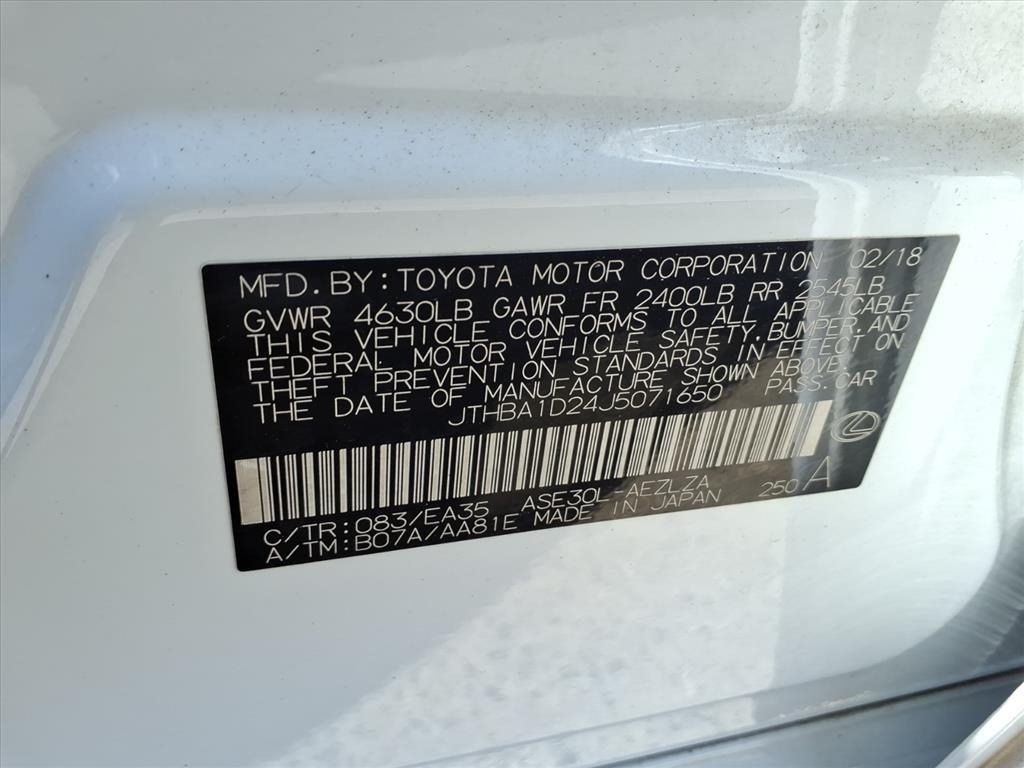 MFD. BY: TOYOTA MOTOR CORPORATION 02/18
GVWR 4630LB GAWR FR 2400LB RR 2545LB
THIS VEHICLE CONFORMS TO ALL APPLICABLE
FEDERAL MOTOR VEHICLE SAFETY, BUMPER, AND
THEFT PREVENTION STANDARDS IN EFFECT ON
THE DATE OF MANUFACTURE SHOWN ABOVE.
JTHBA1D24J5071650 PASS. CAR
C/TR: 083/EA35 ASE30L-AEZLZA 250 A
A/TM: B07A/AA81E MADE IN JAPAN